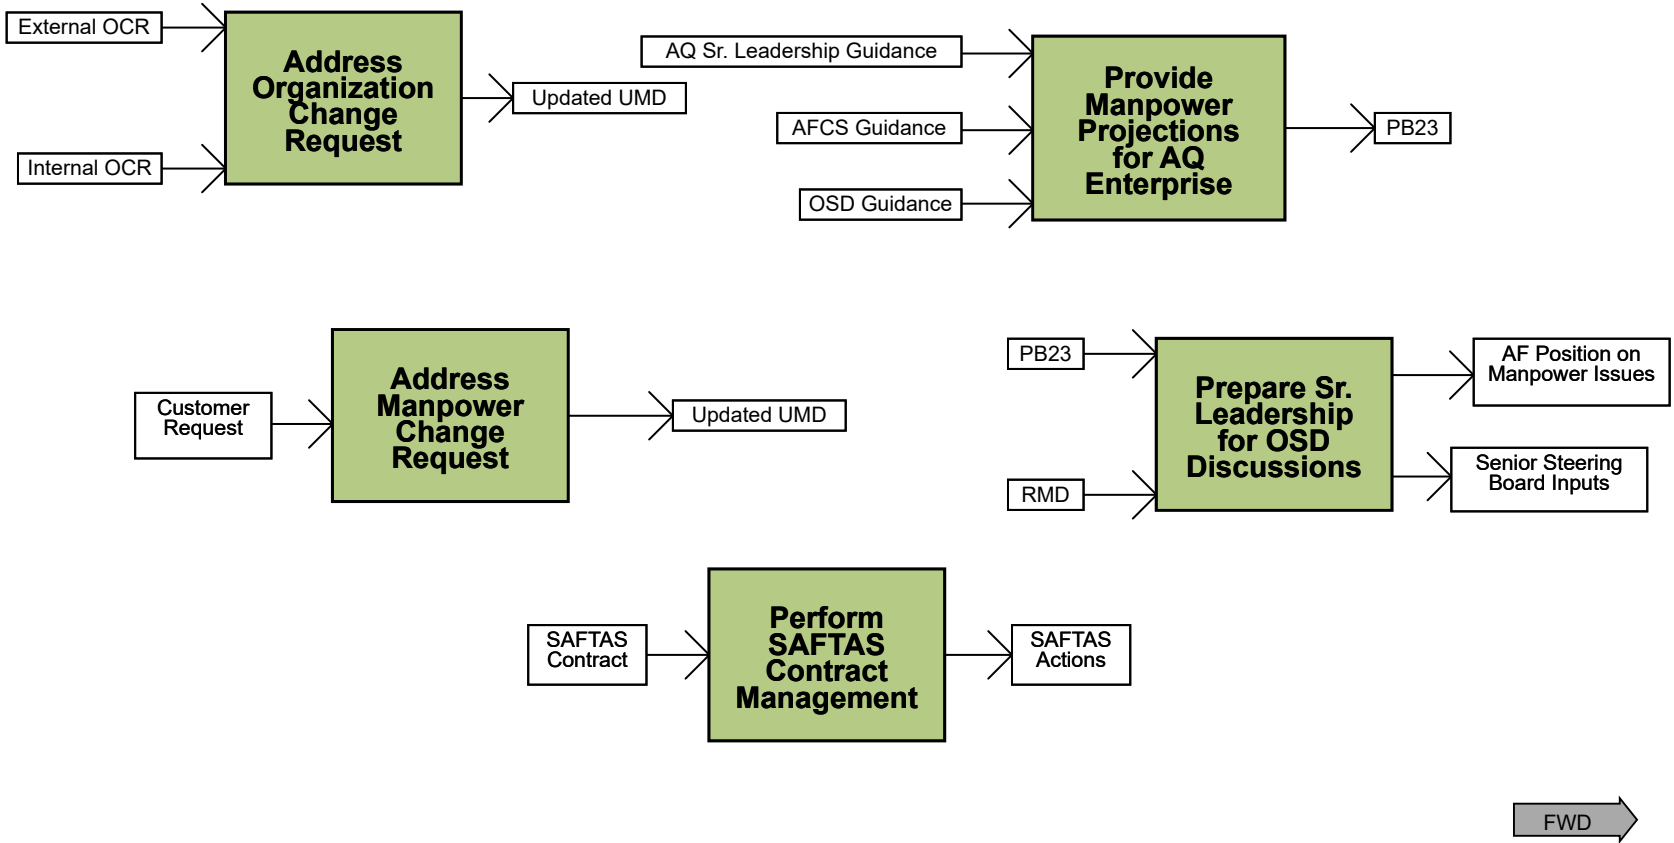 External OCR
Internal OCR
Address
Organization
Change
Request
Updated UMD
AQ Sr. Leadership Guidance
AFCS Guidance
OSD Guidance
Provide
Manpower
Projections
for AQ
Enterprise
PB23
Customer
Request
Address
Manpower
Change
Request
Updated UMD
PB23
RMD
Prepare Sr.
Leadership
for OSD
Discussions
AF Position on
Manpower Issues
Senior Steering
Board Inputs
SAFTAS
Contract
Perform
SAFTAS
Contract
Management
SAFTAS
Actions
FWD